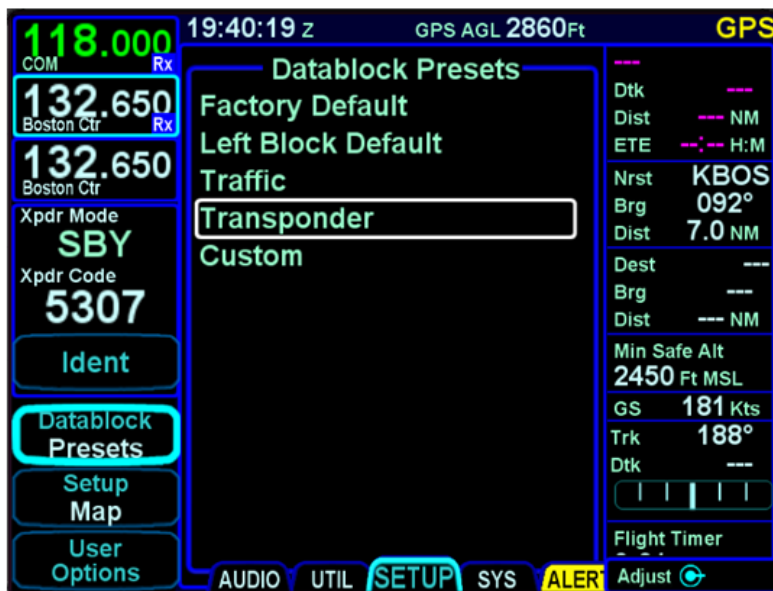 118.000
COM Rx
132.650
Boston Ctr Rx
132.650
Boston Ctr
Xpdr Mode
SBY
Xpdr Code
5307
Ident
Datablock
Presets
Setup
Map
User
Options
19:40:19 Z GPS AGL 2860Ft GPS
Datablock Presets
Factory Default
Left Block Default
Traffic
Transponder
Custom
AUDIO UTIL SETUP SYS ALER
---
Dtk ---
Dist --- NM
ETE --:-- H:M
Nrst KBOS
Brg 092°
Dist 7.0 NM
Dest ---
Brg ---
Dist --- NM
Min Safe Alt
2450 Ft MSL
GS 181 Kts
Trk 188°
Dtk ---
Flight Timer
Adjust